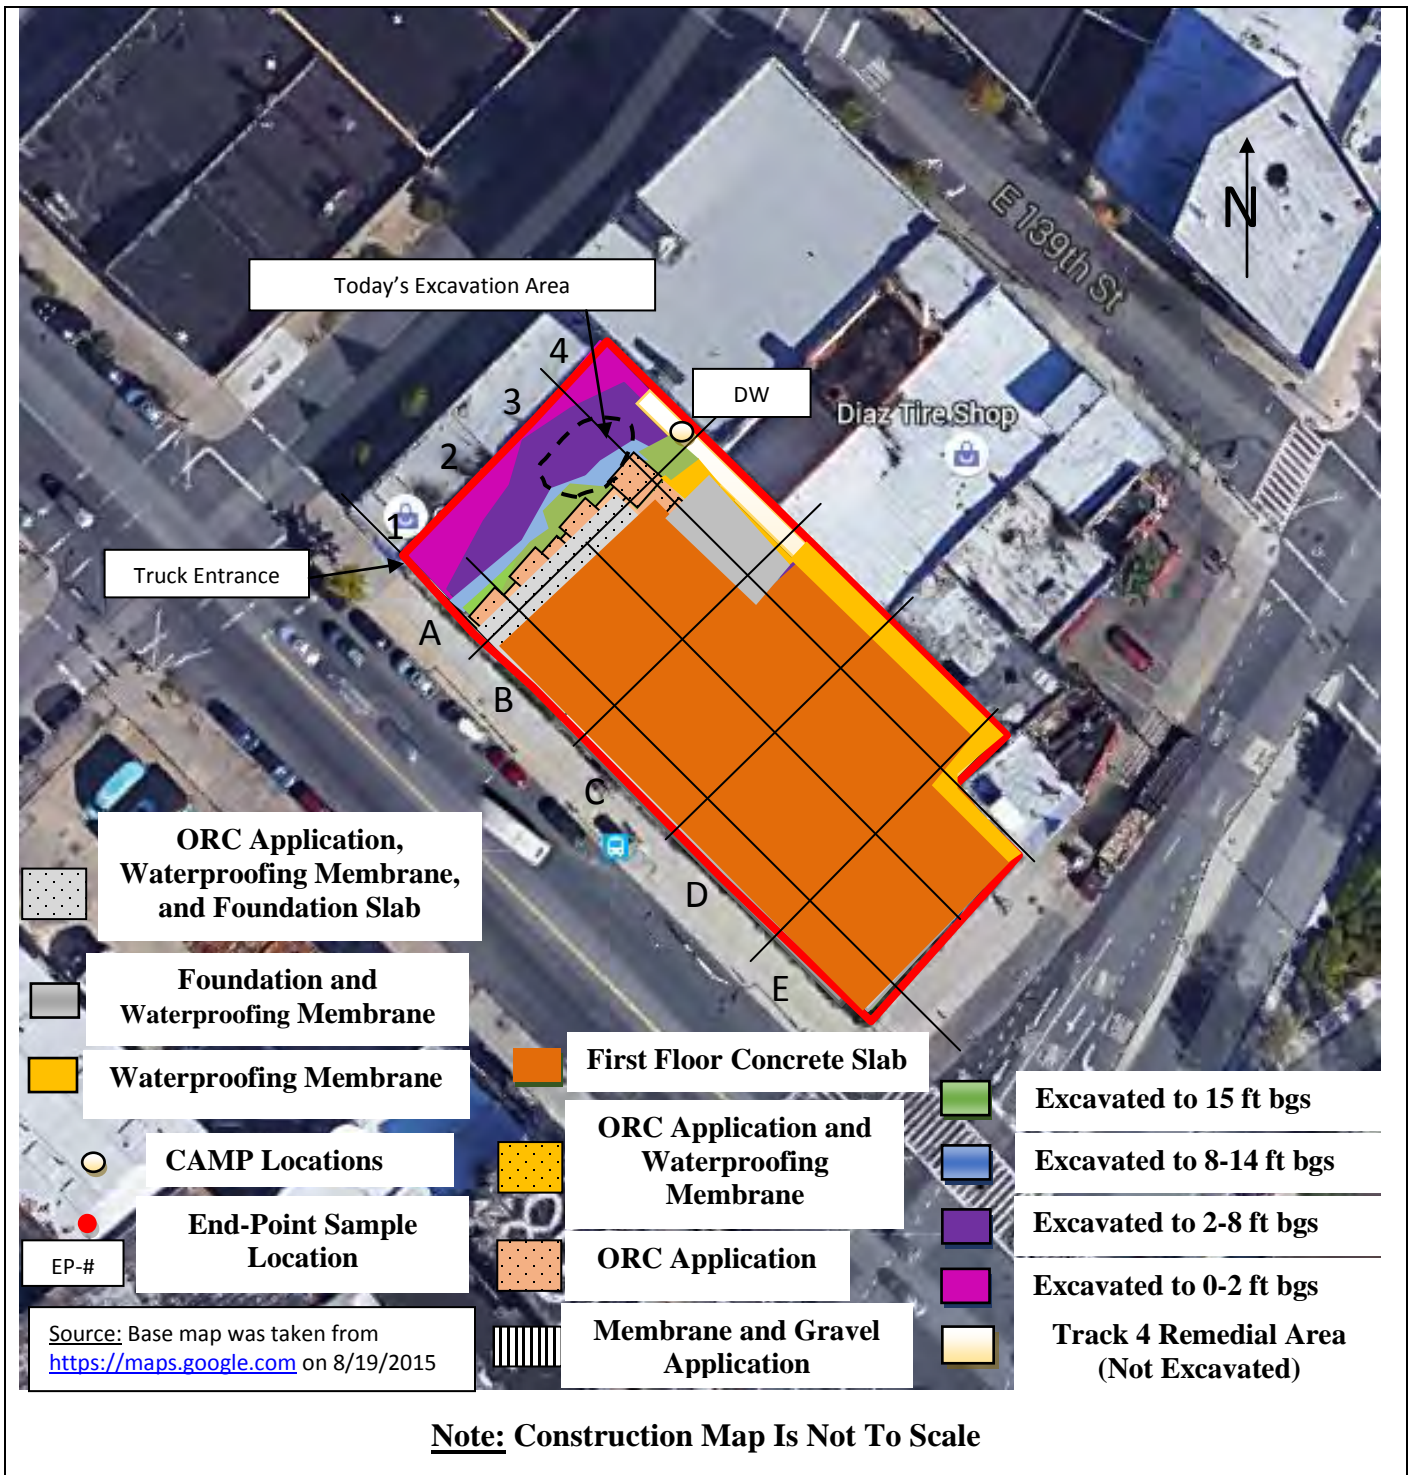 N
E 139th St
Today's Excavation Area
4
3
DW
Diaz Tire Shop
2
1
Truck Entrance
A
B
C
D
E
ORC Application,
Waterproofing Membrane,
and Foundation Slab
Foundation and
Waterproofing Membrane
Waterproofing Membrane
CAMP Locations
End-Point Sample
Location
EP-#
Source: Base map was taken from
https://maps.google.com on 8/19/2015
First Floor Concrete Slab
ORC Application and
Waterproofing
Membrane
ORC Application
Membrane and Gravel
Application
Excavated to 15 ft bgs
Excavated to 8-14 ft bgs
Excavated to 2-8 ft bgs
Excavated to 0-2 ft bgs
Track 4 Remedial Area
(Not Excavated)
Note: Construction Map Is Not To Scale